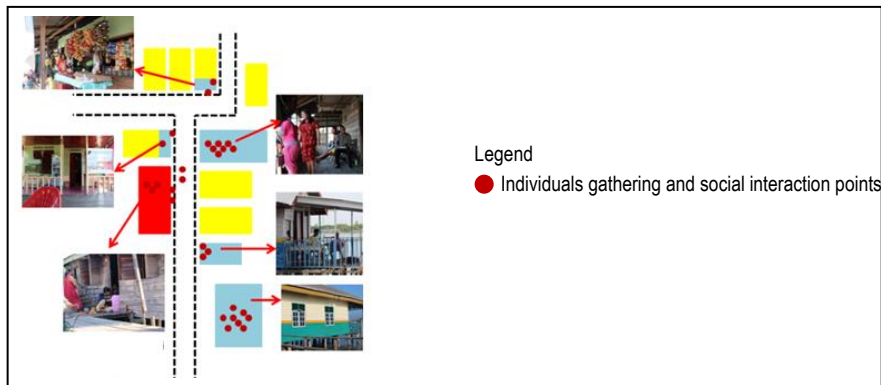 Legend
Individuals gathering and social interaction points